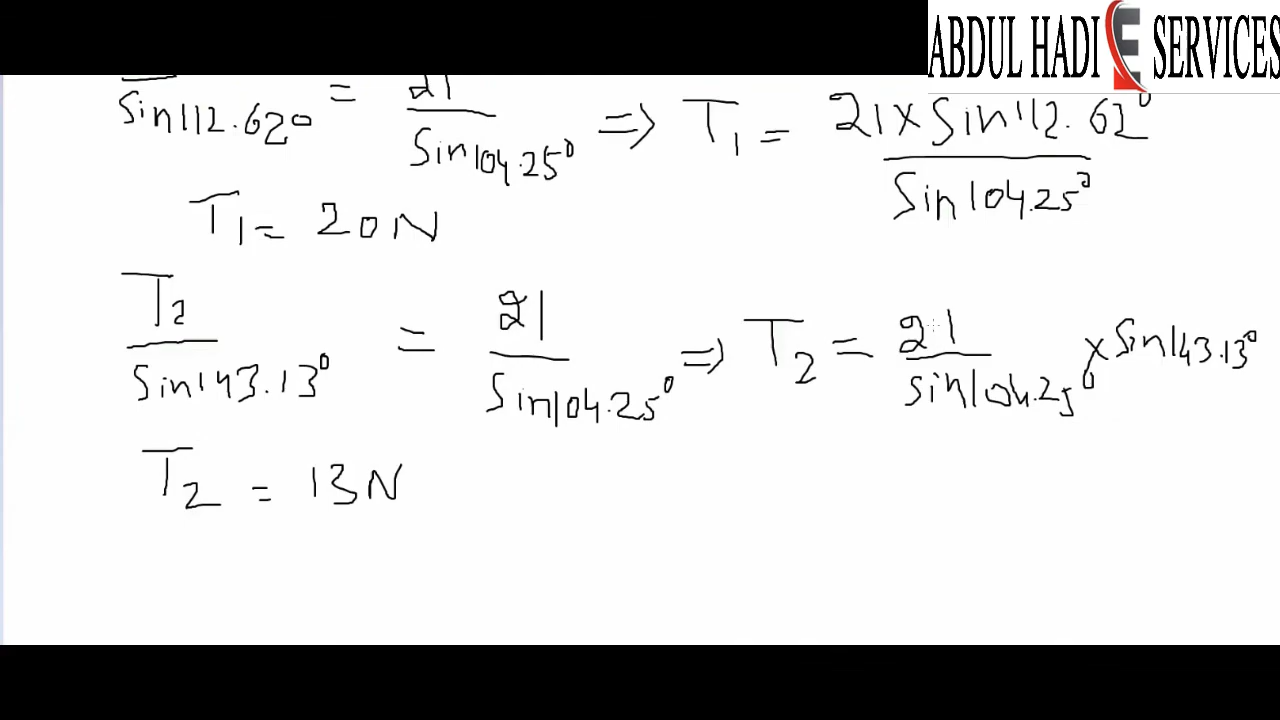 ABDUL HADI E SERVICES
sin112.62° = 21/sin104.25° => T₁ = 21 x sin112.62°/sin104.25°
T₁ = 20N
T₂/sin143.13° = 21/sin104.25° => T₂ = 21/sin104.25° x sin143.13°
T₂ = 13N